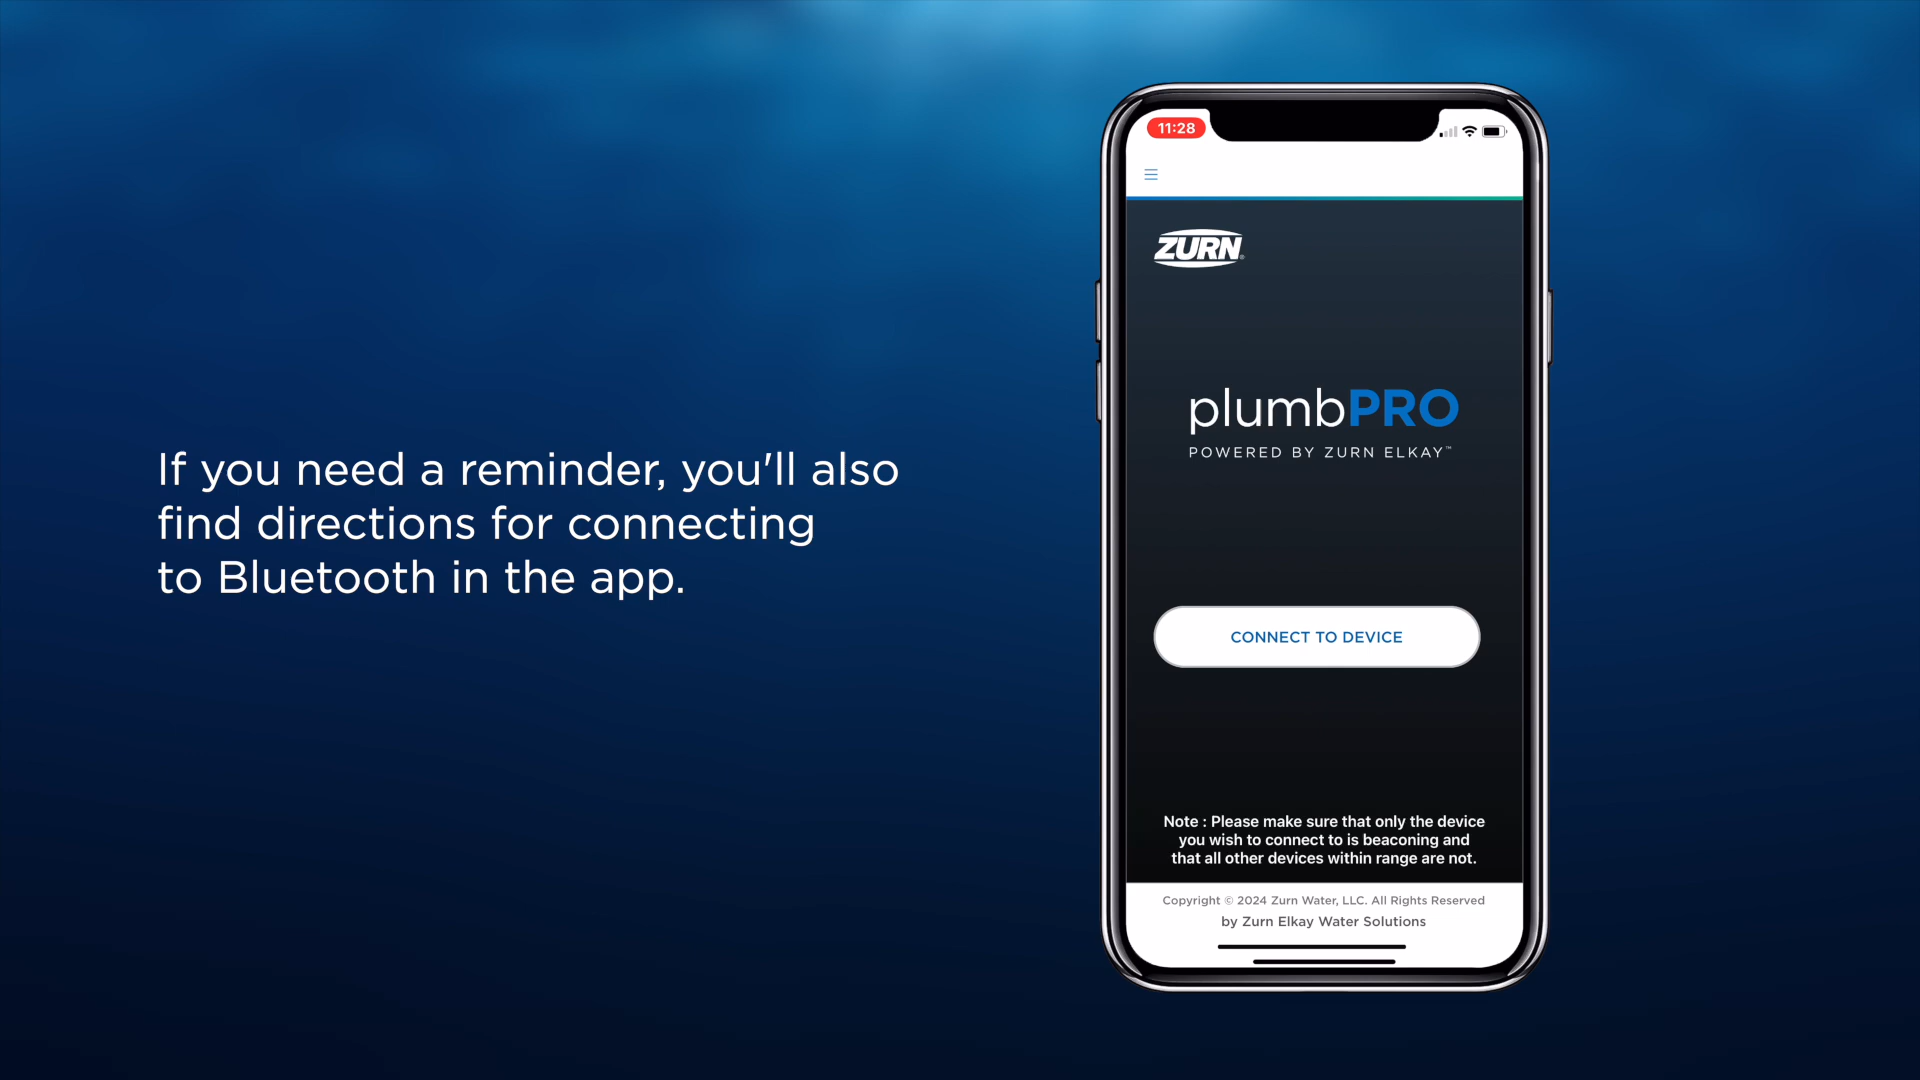 If you need a reminder, you'll also
find directions for connecting
to Bluetooth in the app.
11:28
ZURN®
plumbPRO
POWERED BY ZURN ELKAY™
CONNECT TO DEVICE
Note : Please make sure that only the device
you wish to connect to is beaconing and
that all other devices within range are not.
Copyright © 2024 Zurn Water, LLC. All Rights Reserved
by Zurn Elkay Water Solutions